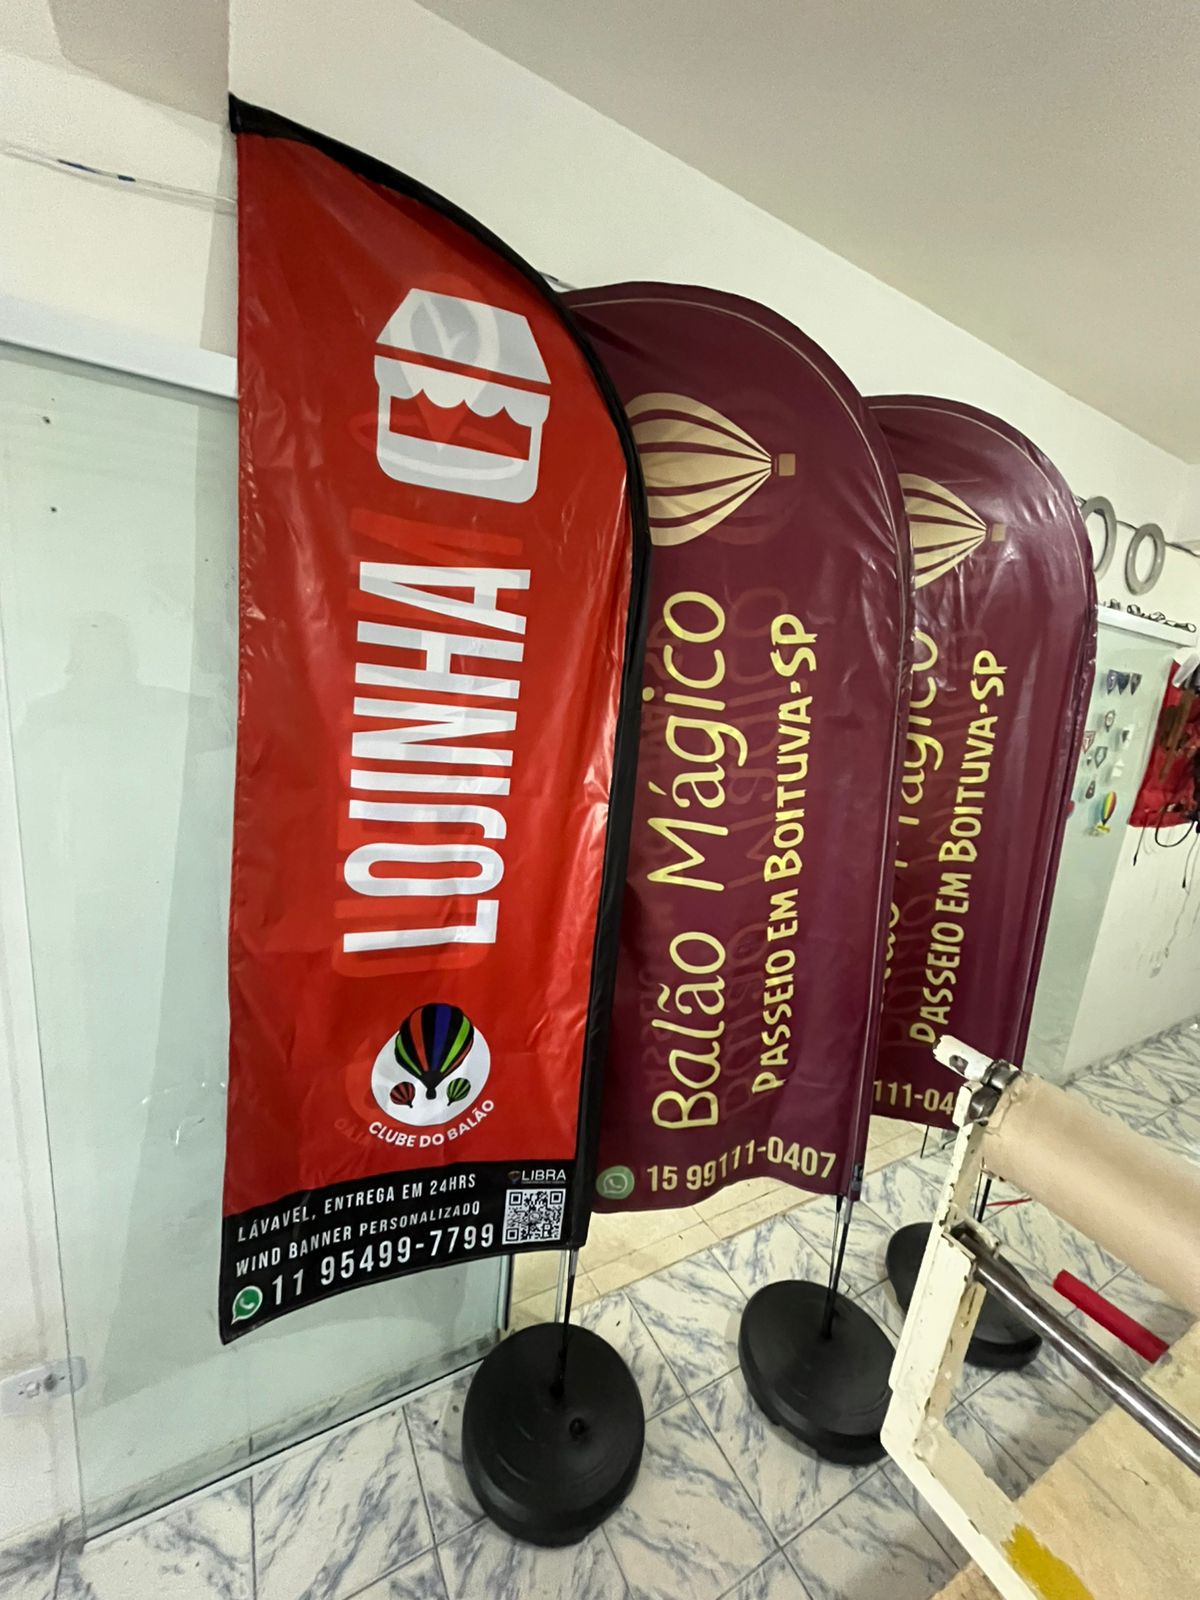 LOJINHA
CLUBE DO BALÃO
LÁVAVEL, ENTREGA EM 24HRS
WIND BANNER PERSONALIZADO
11 95499-7799
LIBRA
Balão Mágico
PASSEIO EM BOITUVA-SP
15 99111-0407
PASSEIO EM BOITUVA-SP